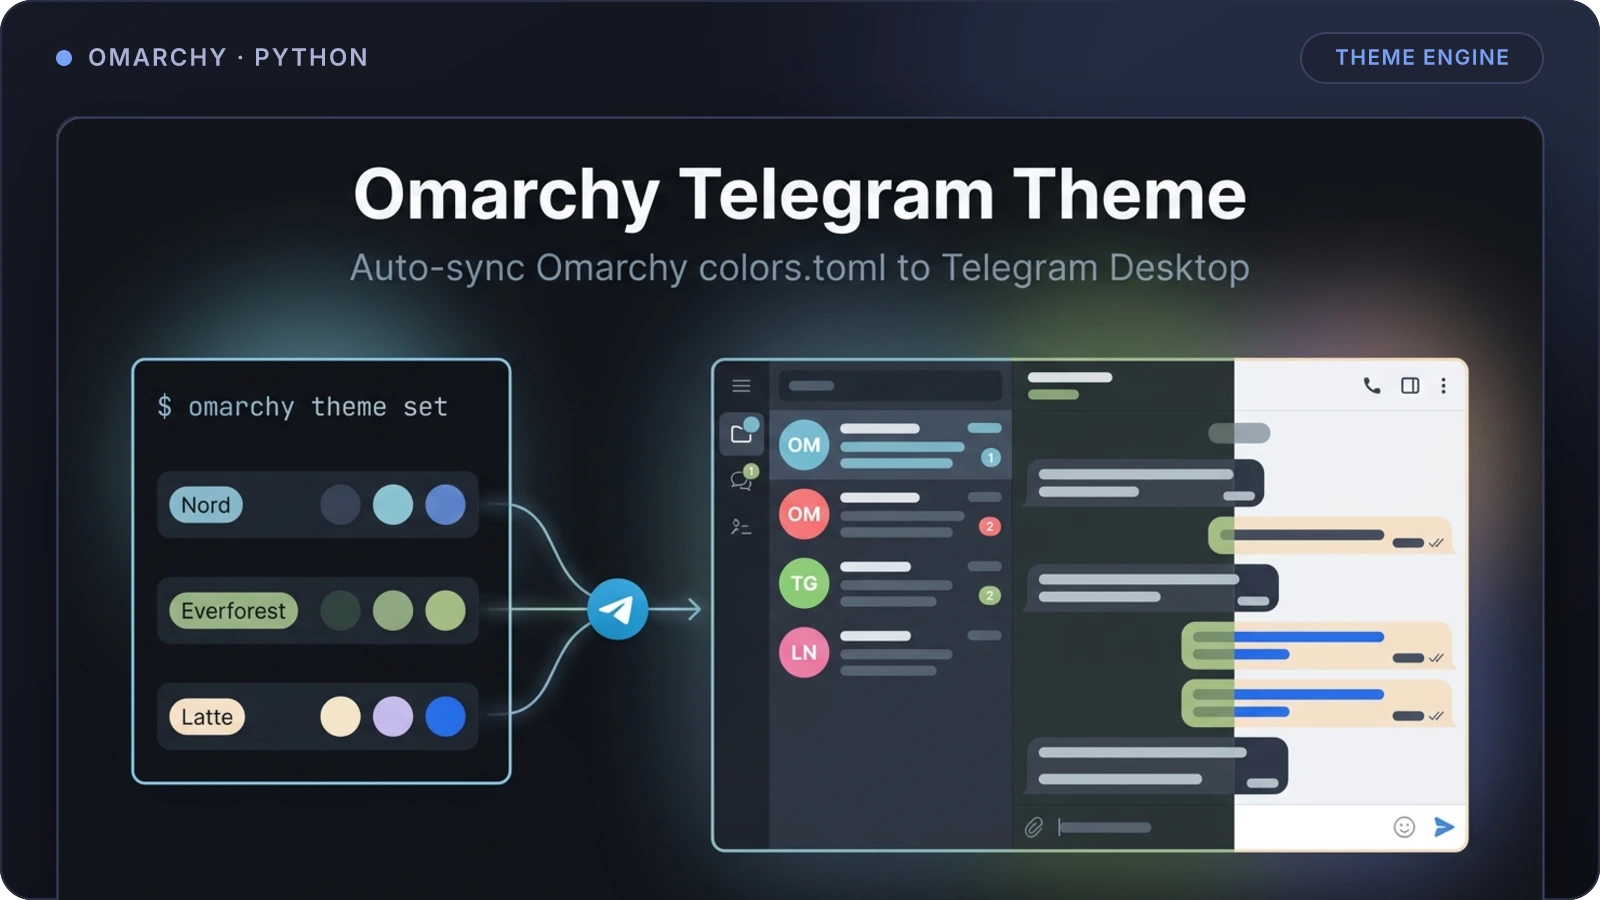 OMARCHY · PYTHON
THEME ENGINE
Omarchy Telegram Theme
Auto-sync Omarchy colors.toml to Telegram Desktop
$ omarchy theme set
Nord
Everforest
Latte
1
OM
1
OM
2
TG
2
LN